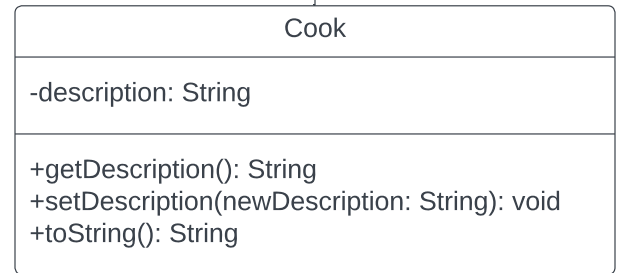 Cook
-description: String
+getDescription(): String
+setDescription(newDescription: String): void
+toString(): String